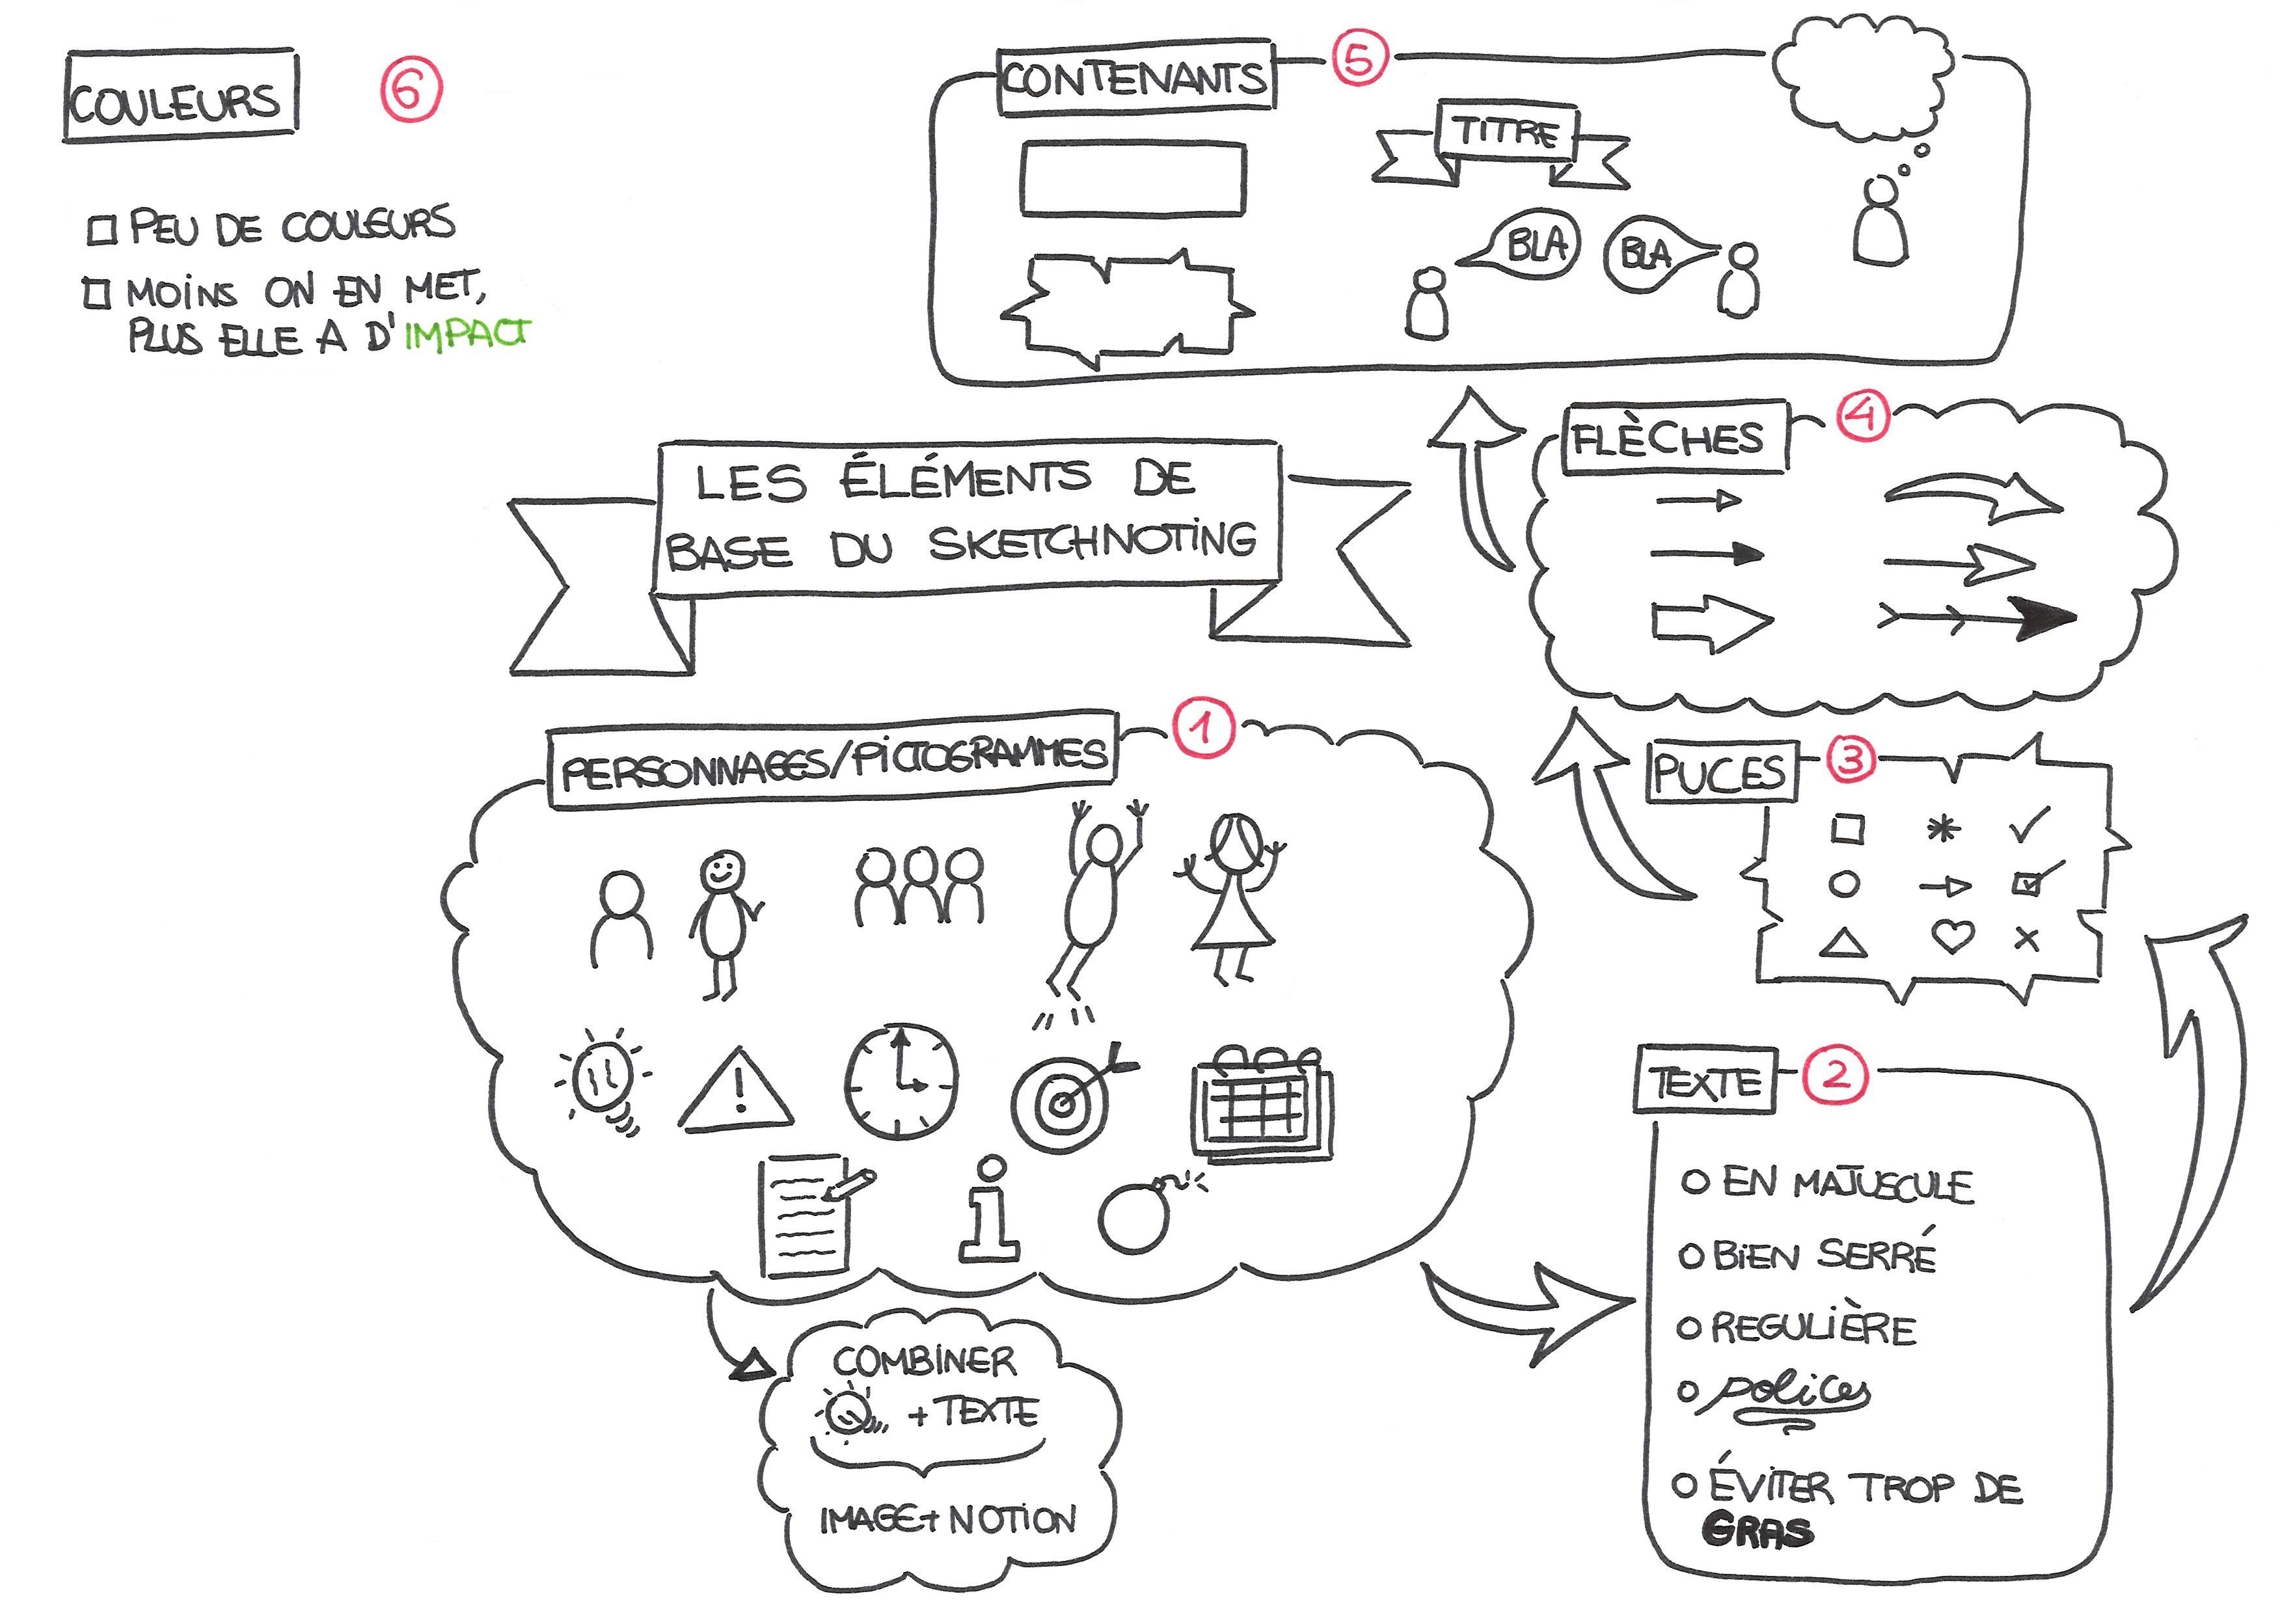 COULEURS 6
PEU DE COULEURS
MOINS ON EN MET,
PLUS ELLE A D'IMPACT
CONTENANTS 5
TITRE
BLA BLA
FLÈCHES 4
LES ÉLÉMENTS DE
BASE DU SKETCHNOTING
PERSONNAGES/PICTOGRAMMES 1
!
COMBINER
+ TEXTE
IMAGE + NOTION
PUCES 3
TEXTE 2
EN MAJUSCULE
BIEN SERRÉ
REGULIÈRE
polices
ÉVITER TROP DE
GRAS